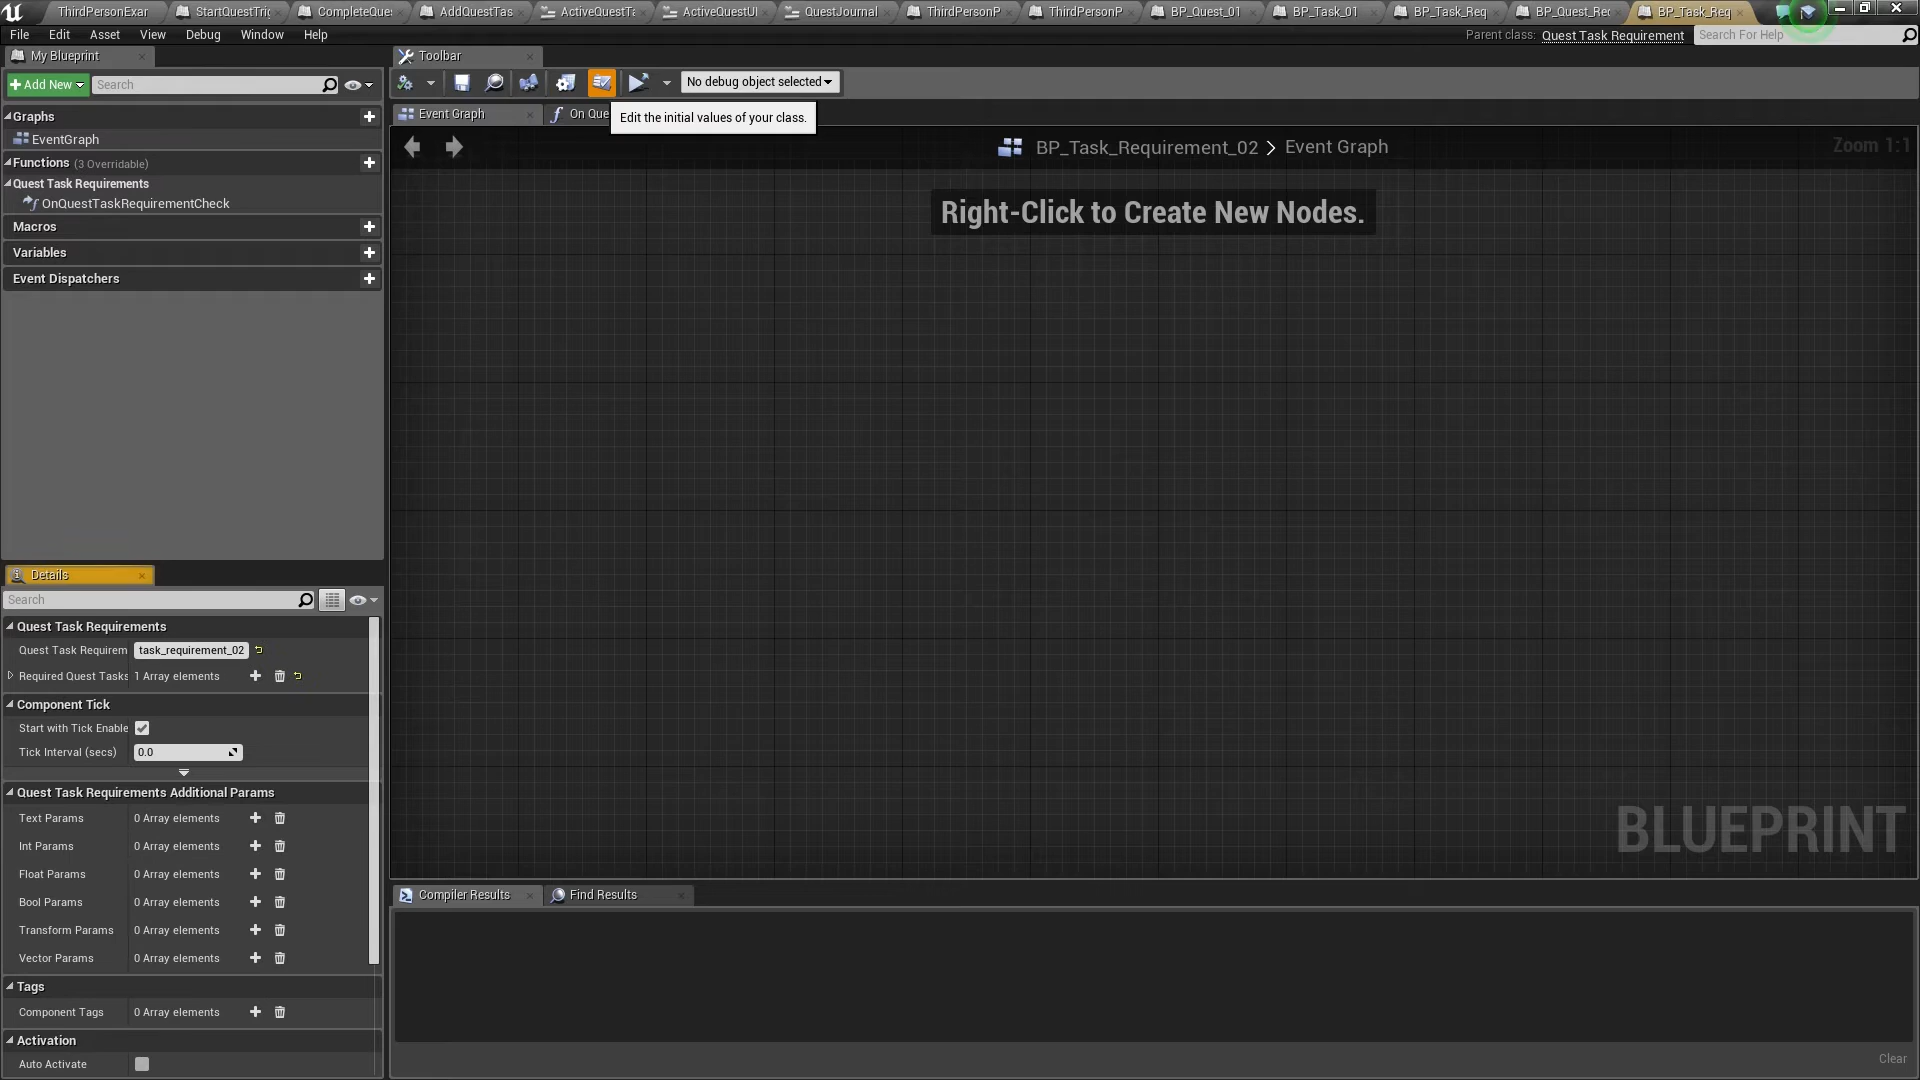 ThirdPersonExar
StartQuestTrig
CompleteQue
AddQuestTas
ActiveQuestTa
ActiveQuestUI
QuestJournal
ThirdPersonP
ThirdPersonP
BP_Quest_01
BP_Task_01
BP_Task_Req
BP_Quest_Rec
BP_Task_Req
File Edit Asset View Debug Window Help
Parent class: Quest Task Requirement
Search For Help
My Blueprint
Toolbar
Add New
Search
No debug object selected
Event Graph
On Que
Edit the initial values of your class.
Graphs
EventGraph
Functions (3 Overridable)
Quest Task Requirements
OnQuestTaskRequirementCheck
Macros
Variables
Event Dispatchers
BP_Task_Requirement_02 > Event Graph
Zoom 1:1
Right-Click to Create New Nodes.
BLUEPRINT
Details
Search
Quest Task Requirements
Quest Task Requirem task_requirement_02
Required Quest Tasks 1 Array elements
Component Tick
Start with Tick Enable
Tick Interval (secs) 0.0
Quest Task Requirements Additional Params
Text Params 0 Array elements
Int Params 0 Array elements
Float Params 0 Array elements
Bool Params 0 Array elements
Transform Params 0 Array elements
Vector Params 0 Array elements
Tags
Component Tags 0 Array elements
Activation
Auto Activate
Compiler Results
Find Results
Clear